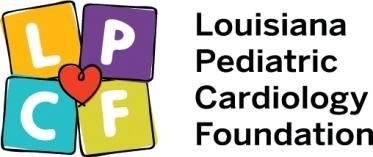 L P
C F
Louisiana
Pediatric
Cardiology
Foundation